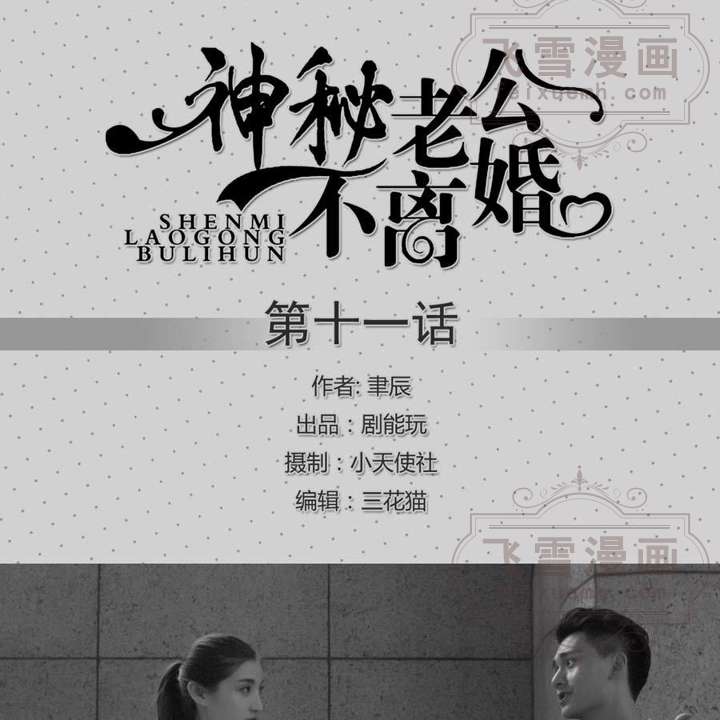 飞雪漫画
神秘老公
不离婚
SHENMI
LAOGONG
BULIHUN
第十一话
作者: 聿辰
出品：剧能玩
摄制：小天使社
编辑：三花猫
飞雪漫画